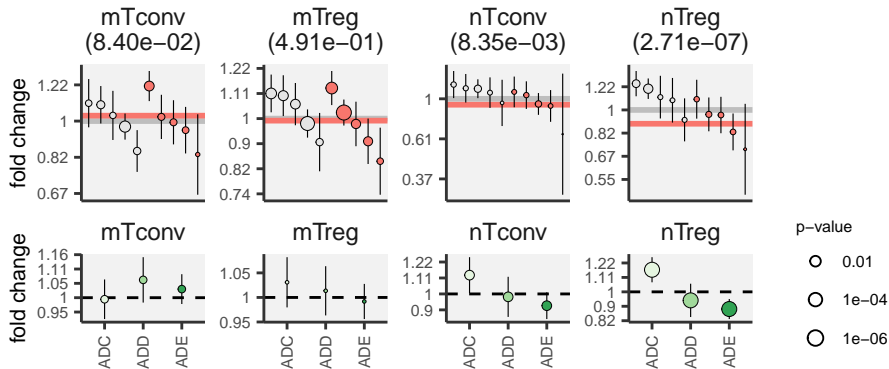 mTconv
(8.40e−02)
mTreg
(4.91e−01)
nTconv
(8.35e−03)
nTreg
(2.71e−07)
fold change
1.22
1
0.82
0.67
1.22
1.11
1
0.9
0.82
0.74
1
0.61
0.37
1.22
1
0.82
0.67
0.55
mTconv
mTreg
nTconv
nTreg
fold change
1.16
1.11
1.05
1
0.95
1.05
1
0.95
1.22
1.11
1
0.9
1.22
1.11
1
0.9
0.82
ADC
ADD
ADE
ADC
ADD
ADE
ADC
ADD
ADE
ADC
ADD
ADE
p−value
0.01
1e−04
1e−06